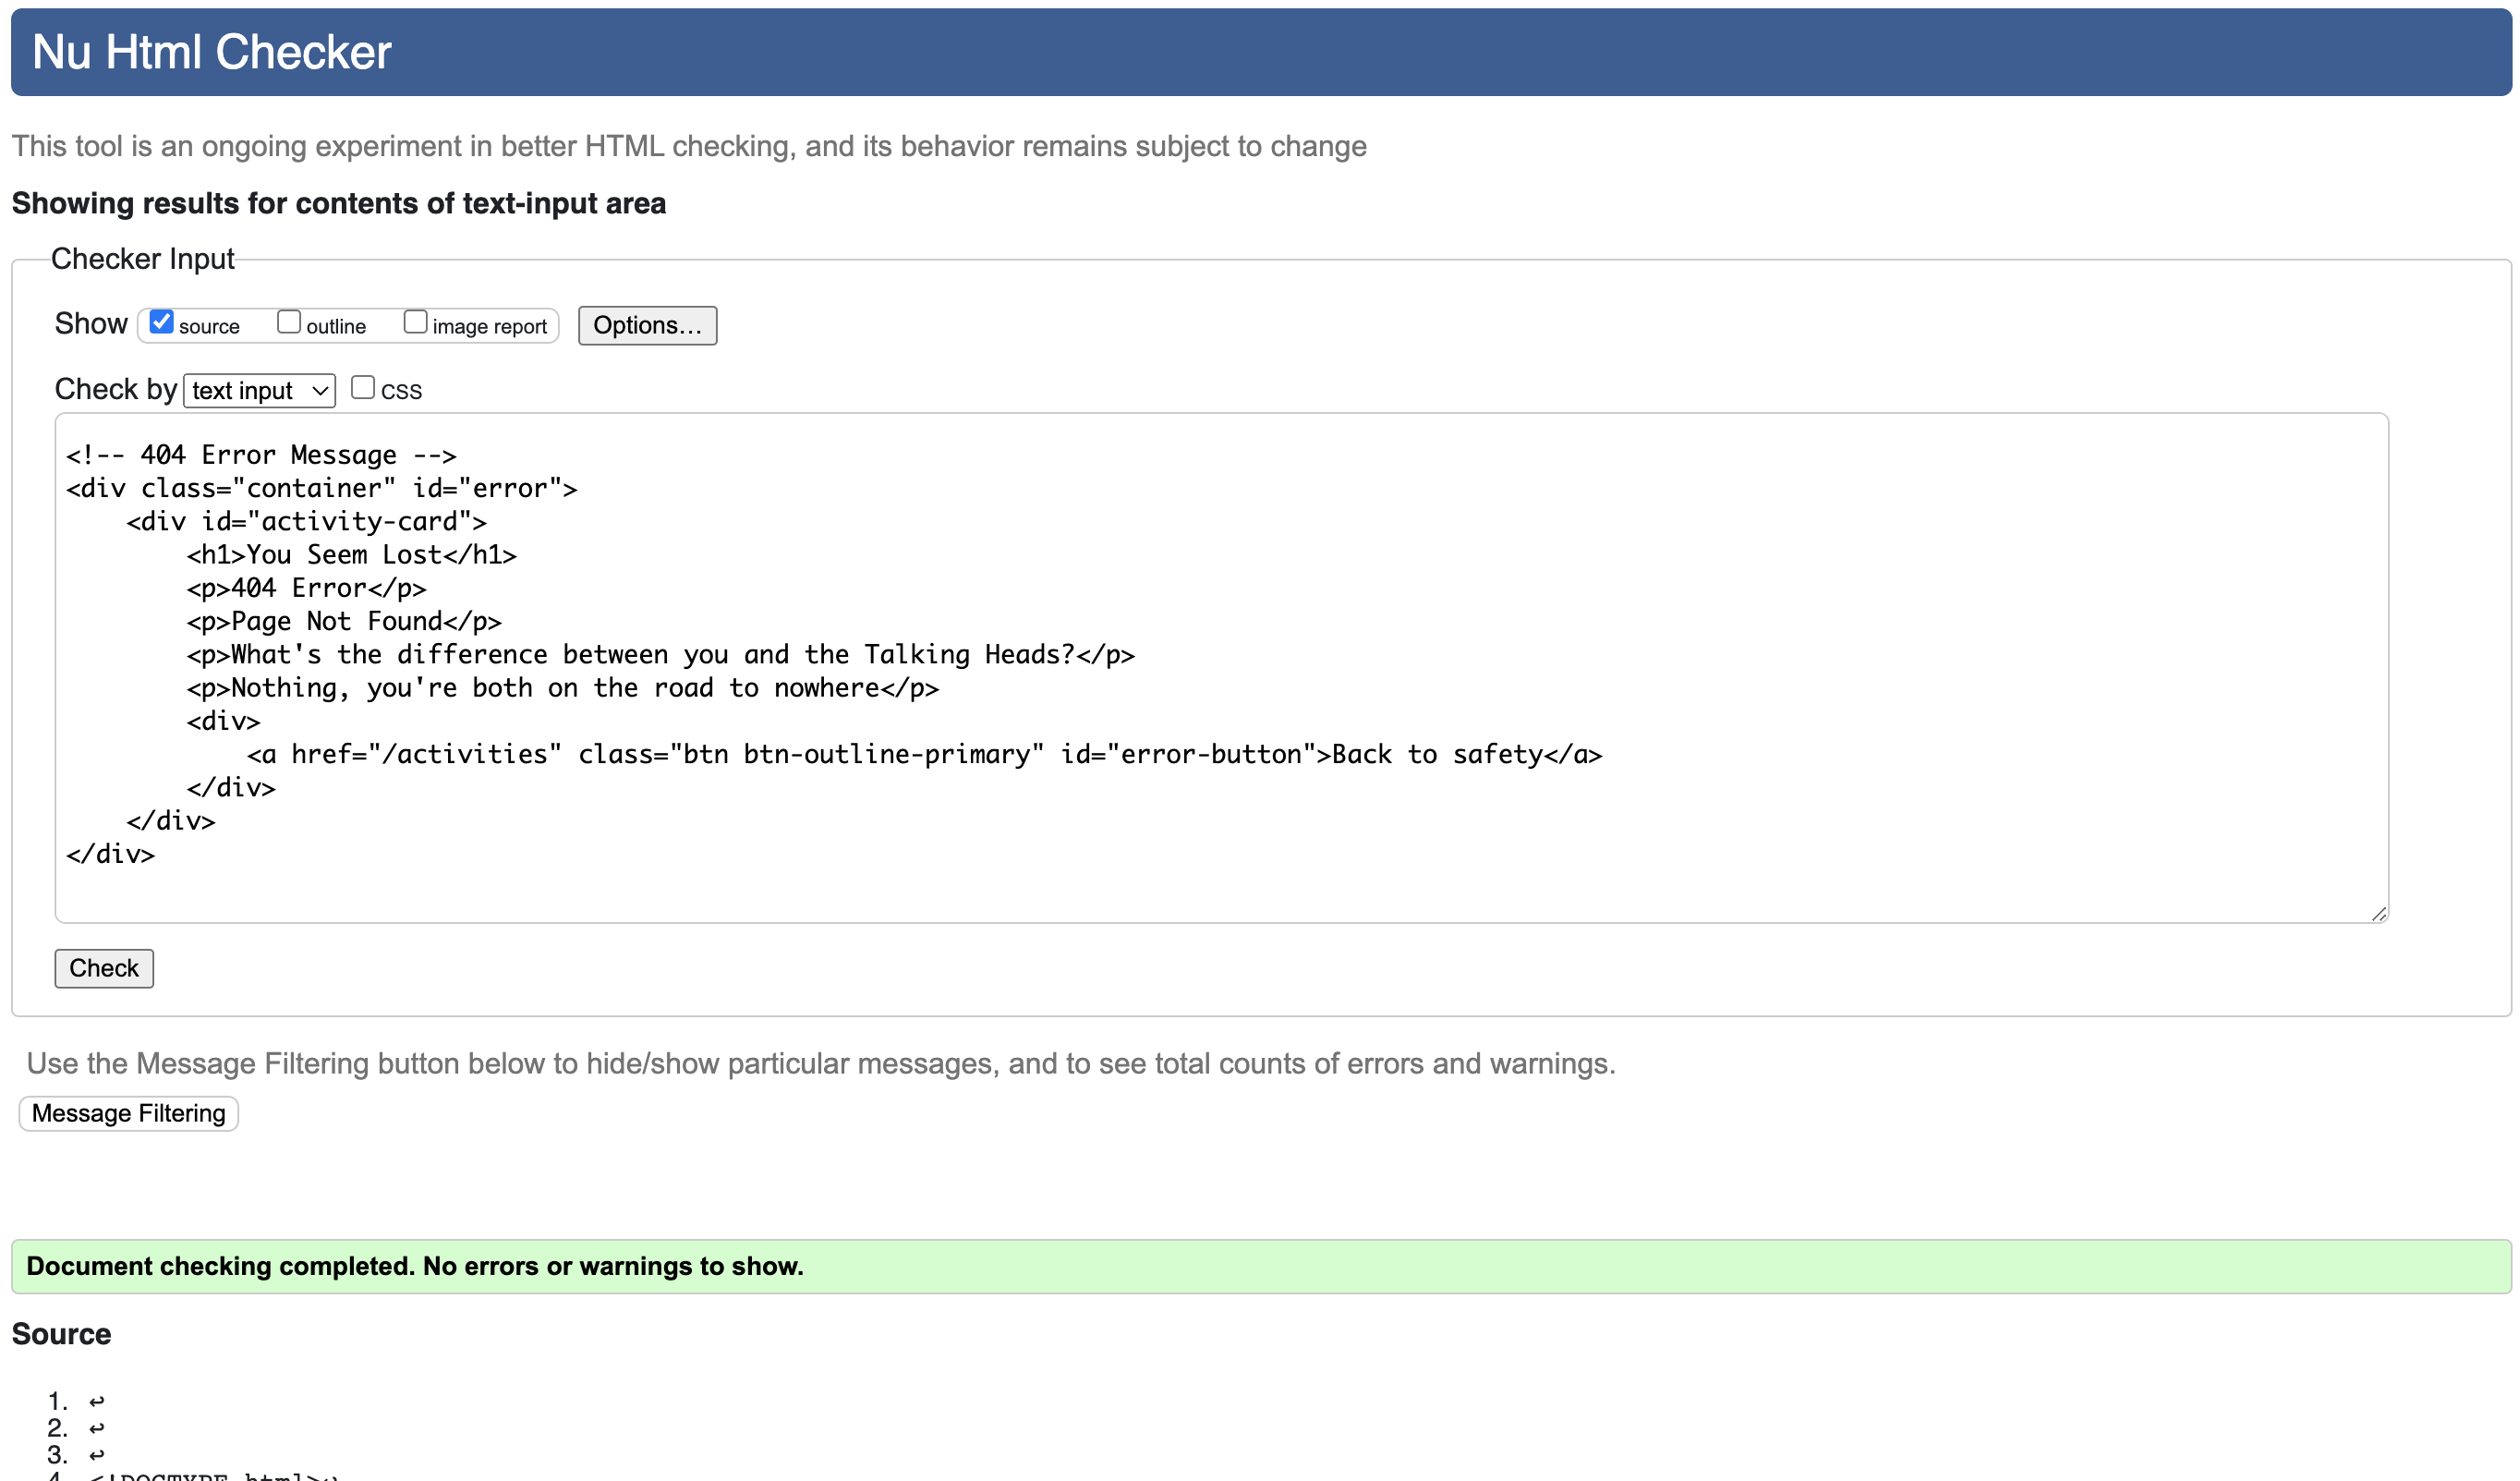 Nu Html Checker
This tool is an ongoing experiment in better HTML checking, and its behavior remains subject to change
Showing results for contents of text-input area
Checker Input
Show source outline image report Options...
Check by text input CSS
<!-- 404 Error Message -->
<div class="container" id="error">
    <div id="activity-card">
        <h1>You Seem Lost</h1>
        <p>404 Error</p>
        <p>Page Not Found</p>
        <p>What's the difference between you and the Talking Heads?</p>
        <p>Nothing, you're both on the road to nowhere</p>
        <div>
            <a href="/activities" class="btn btn-outline-primary" id="error-button">Back to safety</a>
        </div>
    </div>
</div>
Check
Use the Message Filtering button below to hide/show particular messages, and to see total counts of errors and warnings.
Message Filtering
Document checking completed. No errors or warnings to show.
Source
1. ↩
2. ↩
3. ↩
4. <!DOCTYPE html>↩